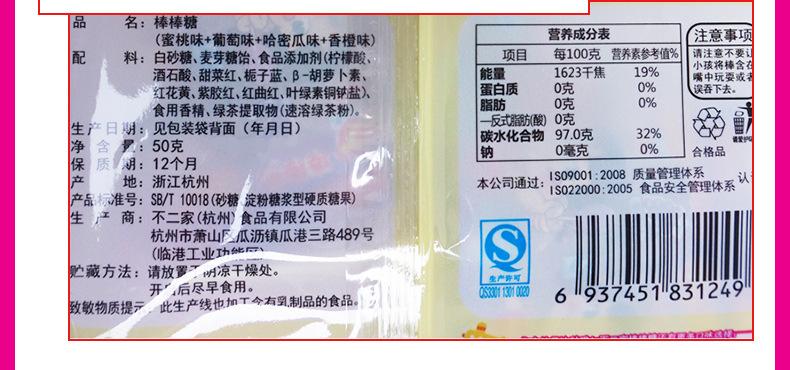 品 名：棒棒糖
(蜜桃味+葡萄味+哈密瓜味+香橙味)
配 料：白砂糖、麦芽糖饴、食品添加剂(柠檬酸、
酒石酸、甜菜红、栀子蓝、β-胡萝卜素、
红花黄、紫胶红、红曲红、叶绿素铜钠盐)、
食用香精、绿茶提取物(速溶绿茶粉)。
生产日期：见包装袋背面（年月日）
净 含 量：50克
保 质 期：12个月
产 地：浙江杭州
产品标准号：SB/T 10018(砂糖、淀粉糖浆型硬质糖果)
生 产 商：不二家(杭州)食品有限公司
杭州市萧山区瓜沥镇瓜港三路489号
(临港工业功能区)
贮藏方法：请放置于阴凉干燥处。
开启后尽早食用。
致敏物质提示：此生产线也加工含有乳制品的食品。
营养成分表
项目 每100克 营养素参考值%
能量 1623千焦 19%
蛋白质 0克 0%
脂肪 0克 0%
—反式脂肪(酸) 0克
碳水化合物 97.0克 32%
钠 0毫克 0%
注意事项
请注意不要让
小孩将棒含在
嘴中玩耍或者
误吞下去。
合格品
本公司通过：ISO9001:2008 质量管理体系
ISO22000:2005 食品安全管理体系 认
生产许可
QS3301 1301 0020
6 937451 831249